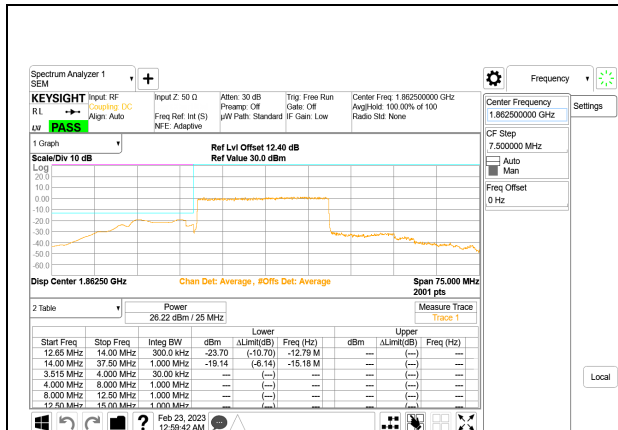 Spectrum Analyzer 1
SEM
Frequency
KEYSIGHT
RL
PASS
Input: RF
Coupling: DC
Align: Auto
Input Z: 50 Ω
Freq Ref: Int (S)
NFE: Adaptive
Atten: 30 dB
Preamp: Off
µW Path: Standard
Trig: Free Run
Gate: Off
IF Gain: Low
Center Freq: 1.862500000 GHz
Avg|Hold: 100.00% of 100
Radio Std: None
Center Frequency
1.862500000 GHz
Settings
CF Step
7.500000 MHz
Auto
Man
Freq Offset
0 Hz
1 Graph
Scale/Div 10 dB
Ref Lvl Offset 12.40 dB
Ref Value 30.0 dBm
Log
20.0
10.0
0.00
-10.0
-20.0
-30.0
-40.0
-50.0
-60.0
Disp Center 1.86250 GHz
Chan Det: Average, #Offs Det: Average
Span 75.000 MHz
2001 pts
2 Table
Power
26.22 dBm / 25 MHz
Measure Trace
Trace 1
Lower Upper
Start Freq Stop Freq Integ BW dBm ΔLimit(dB) Freq (Hz) dBm ΔLimit(dB) Freq (Hz)
12.65 MHz 14.00 MHz 300.0 kHz -23.70 (-10.70) -12.79 M --- (---) ---
14.00 MHz 37.50 MHz 1.000 MHz -19.14 (-6.14) -15.18 M --- (---) ---
3.515 MHz 4.000 MHz 30.00 kHz --- (---) --- --- (---) ---
4.000 MHz 8.000 MHz 1.000 MHz --- (---) --- --- (---) ---
8.000 MHz 12.50 MHz 1.000 MHz --- (---) --- --- (---) ---
12.50 MHz 15.00 MHz 1.000 MHz --- (---) --- --- (---) ---
Local
?
Feb 23, 2023
12:59:42 AM